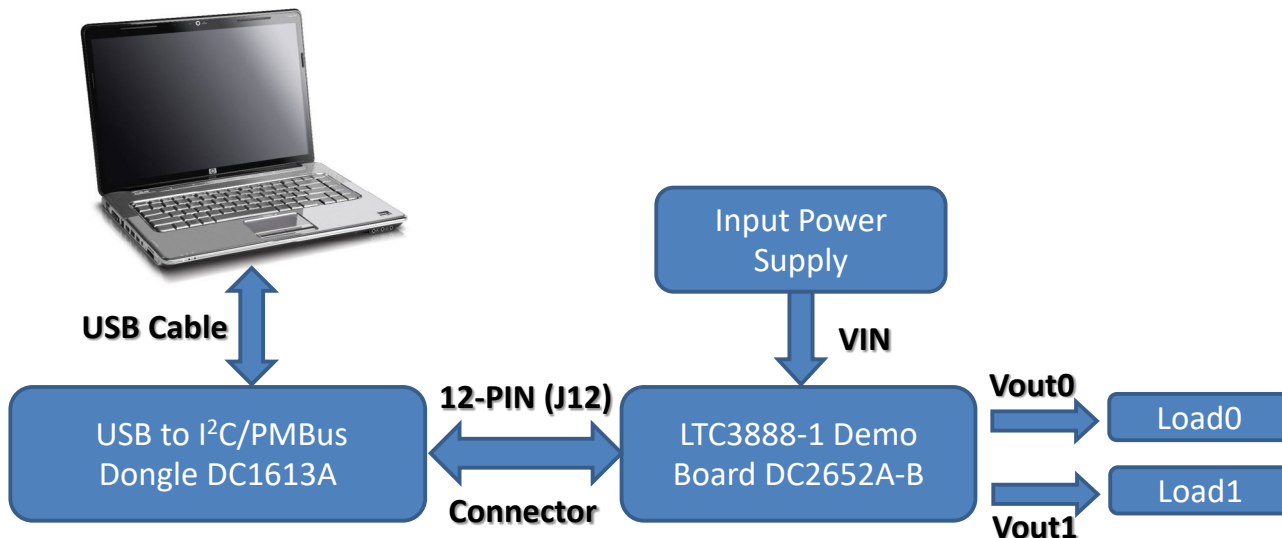 Input Power
Supply
USB Cable
VIN
12-PIN (J12)
Connector
USB to I²C/PMBus
Dongle DC1613A
LTC3888-1 Demo
Board DC2652A-B
Vout0
Load0
Load1
Vout1